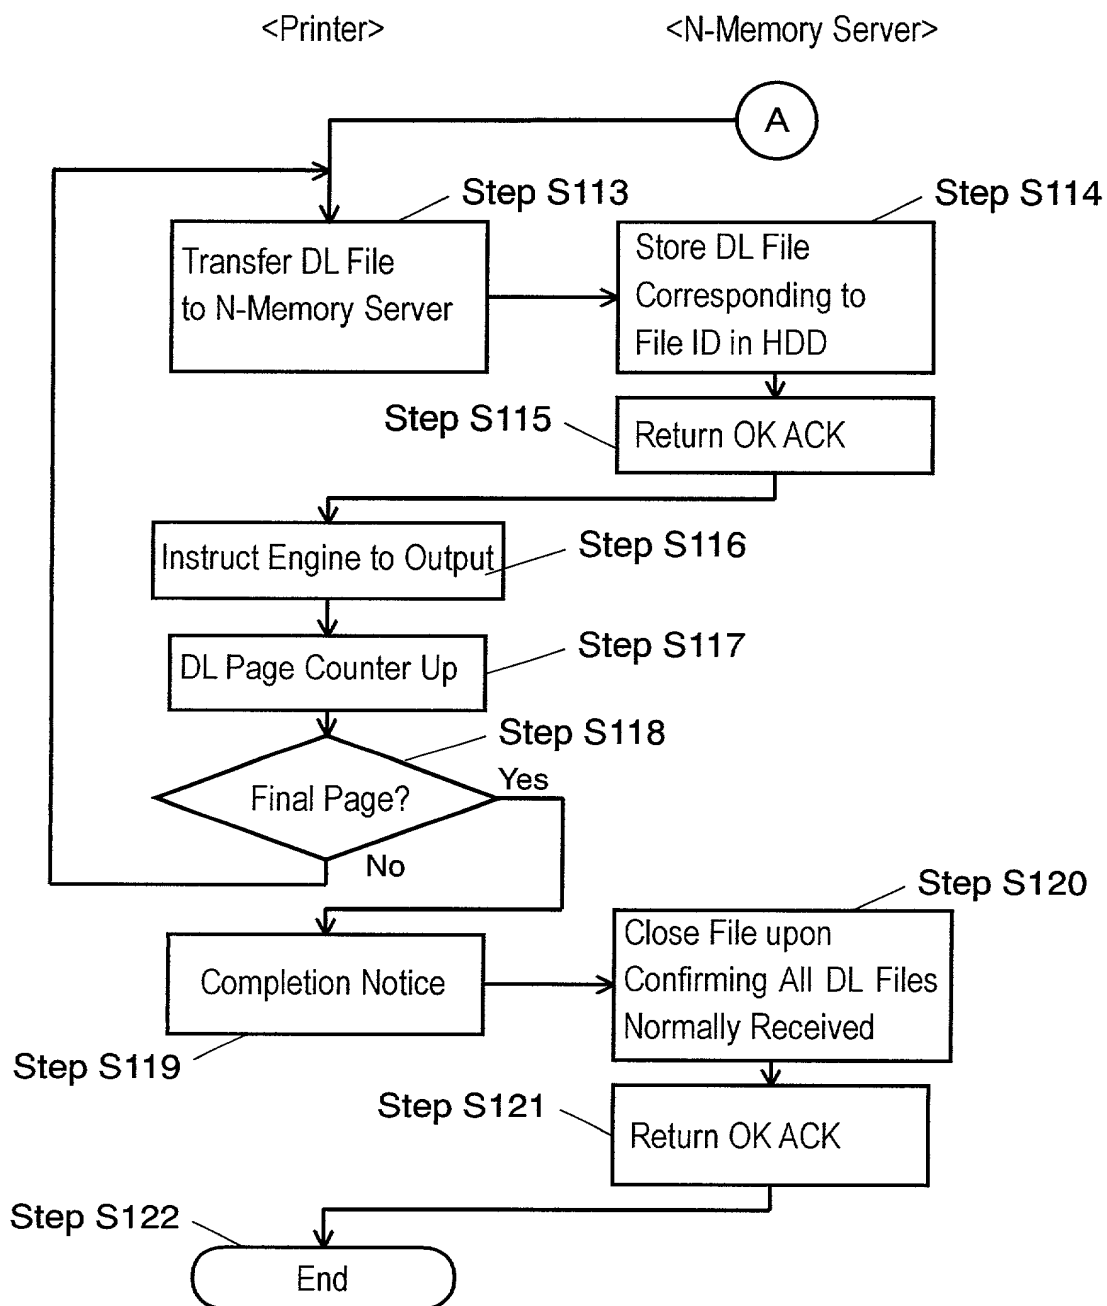 <Printer>
<N-Memory Server>
A
Step S113
Step S114
Transfer DL File
to N-Memory Server
Store DL File
Corresponding to
File ID in HDD
Step S115
Return OK ACK
Instruct Engine to Output
Step S116
DL Page Counter Up
Step S117
Step S118
Final Page?
Yes
No
Step S120
Completion Notice
Close File upon
Confirming All DL Files
Normally Received
Step S119
Step S121
Return OK ACK
Step S122
End